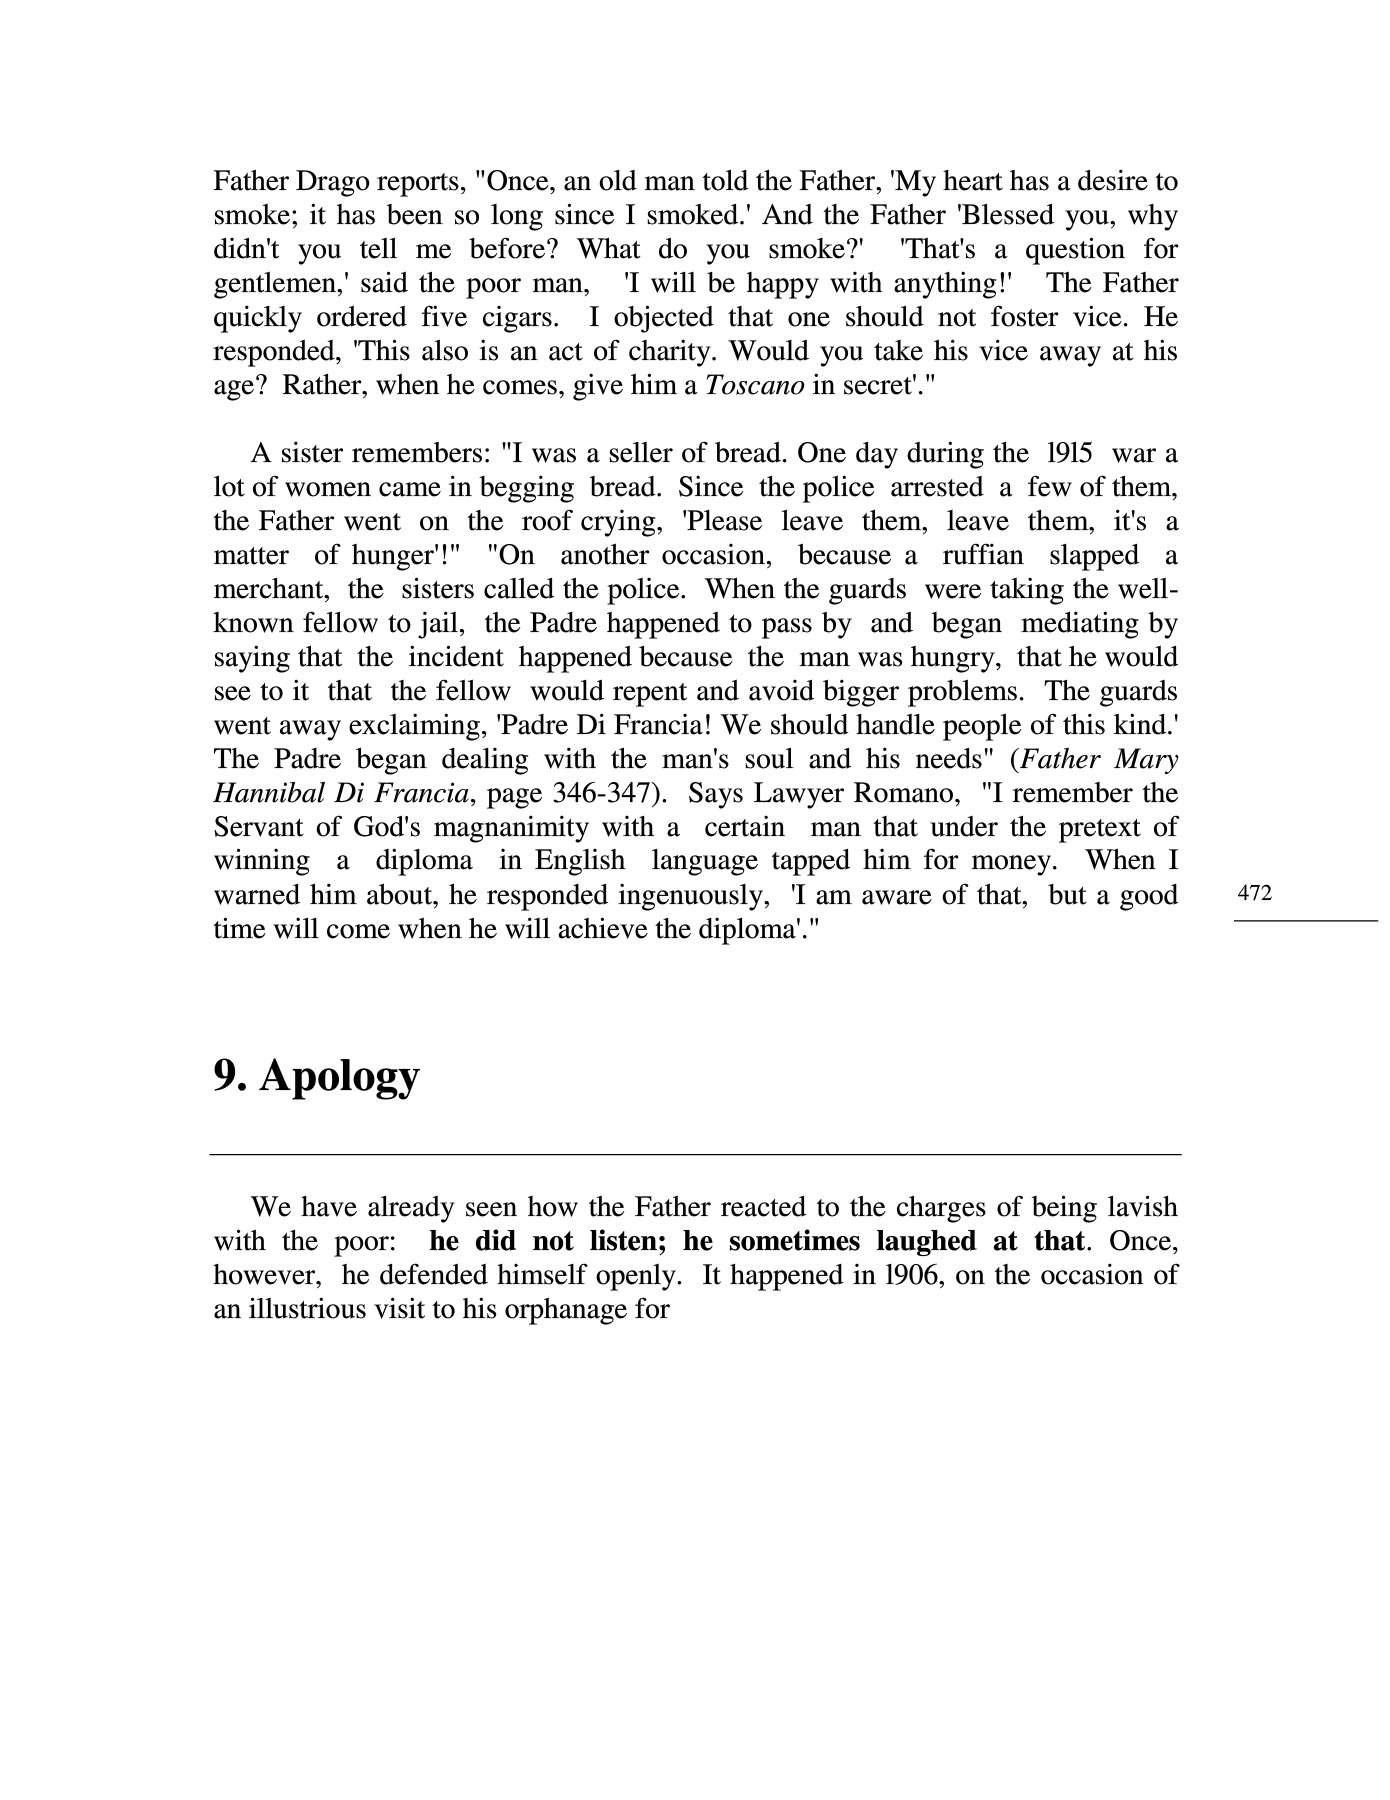 Father Drago reports, "Once, an old man told the Father, 'My heart has a desire to
smoke; it has been so long since I smoked.' And the Father 'Blessed you, why
didn't you tell me before? What do you smoke?' 'That's a question for
gentlemen,' said the poor man, 'I will be happy with anything!' The Father
quickly ordered five cigars. I objected that one should not foster vice. He
responded, 'This also is an act of charity. Would you take his vice away at his
age? Rather, when he comes, give him a Toscano in secret'."
A sister remembers: "I was a seller of bread. One day during the 19l5 war a
lot of women came in begging bread. Since the police arrested a few of them,
the Father went on the roof crying, 'Please leave them, leave them, it's a
matter of hunger'!" "On another occasion, because a ruffian slapped a
merchant, the sisters called the police. When the guards were taking the well-
known fellow to jail, the Padre happened to pass by and began mediating by
saying that the incident happened because the man was hungry, that he would
see to it that the fellow would repent and avoid bigger problems. The guards
went away exclaiming, 'Padre Di Francia! We should handle people of this kind.'
The Padre began dealing with the man's soul and his needs" (Father Mary
Hannibal Di Francia, page 346-347). Says Lawyer Romano, "I remember the
Servant of God's magnanimity with a certain man that under the pretext of
winning a diploma in English language tapped him for money. When I
warned him about, he responded ingenuously, 'I am aware of that, but a good
time will come when he will achieve the diploma'."
472
9. Apology
We have already seen how the Father reacted to the charges of being lavish
with the poor: he did not listen; he sometimes laughed at that. Once,
however, he defended himself openly. It happened in l906, on the occasion of
an illustrious visit to his orphanage for